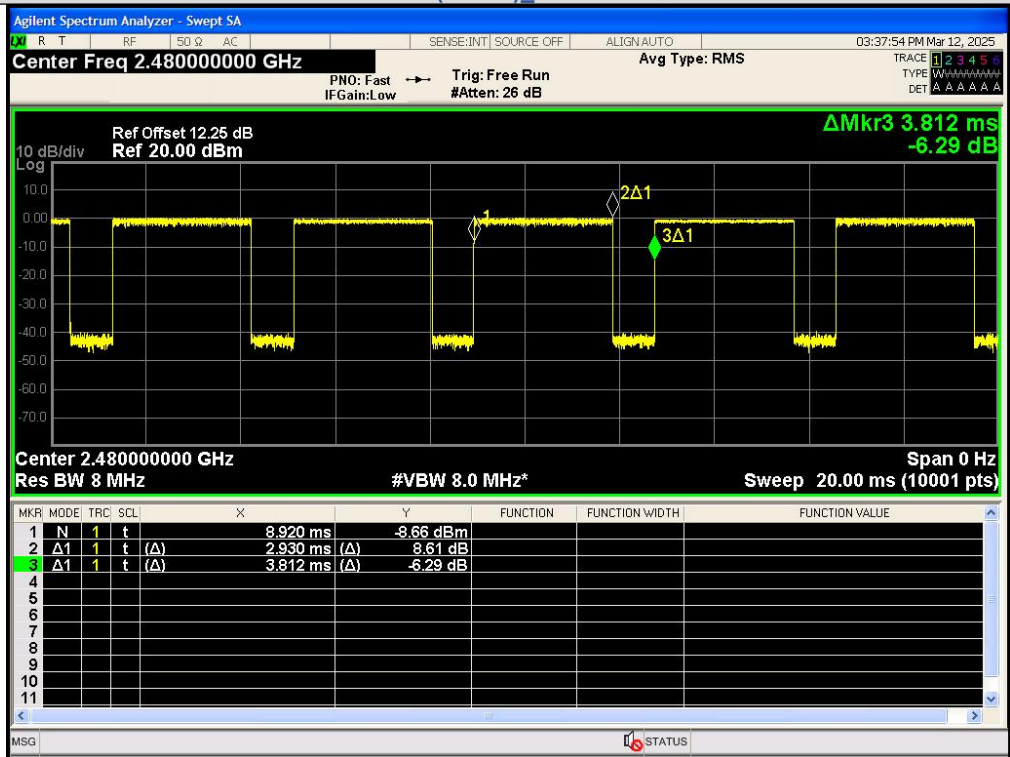 Agilent Spectrum Analyzer - Swept SA
LXI R T RF 50 Ω AC SENSE:INT SOURCE OFF ALIGN AUTO 03:37:54 PM Mar 12, 2025
Center Freq 2.480000000 GHz Avg Type: RMS TRACE 1 2 3 4 5 6
PNO: Fast Trig: Free Run TYPE WWWWWW
IFGain:Low #Atten: 26 dB DET A A A A A A
ΔMkr3 3.812 ms
Ref Offset 12.25 dB
10 dB/div Ref 20.00 dBm -6.29 dB
Log
10.0
2Δ1
0.00
1
3Δ1
-10.0
-20.0
-30.0
-40.0
-50.0
-60.0
-70.0
Center 2.480000000 GHz Span 0 Hz
Res BW 8 MHz #VBW 8.0 MHz* Sweep 20.00 ms (10001 pts)
MKR MODE TRC SCL X Y FUNCTION FUNCTION WIDTH FUNCTION VALUE
1 N 1 t 8.920 ms -8.66 dBm
2 Δ1 1 t (Δ) 2.930 ms (Δ) 8.61 dB
3 Δ1 1 t (Δ) 3.812 ms (Δ) -6.29 dB
4
5
6
7
8
9
10
11
MSG STATUS